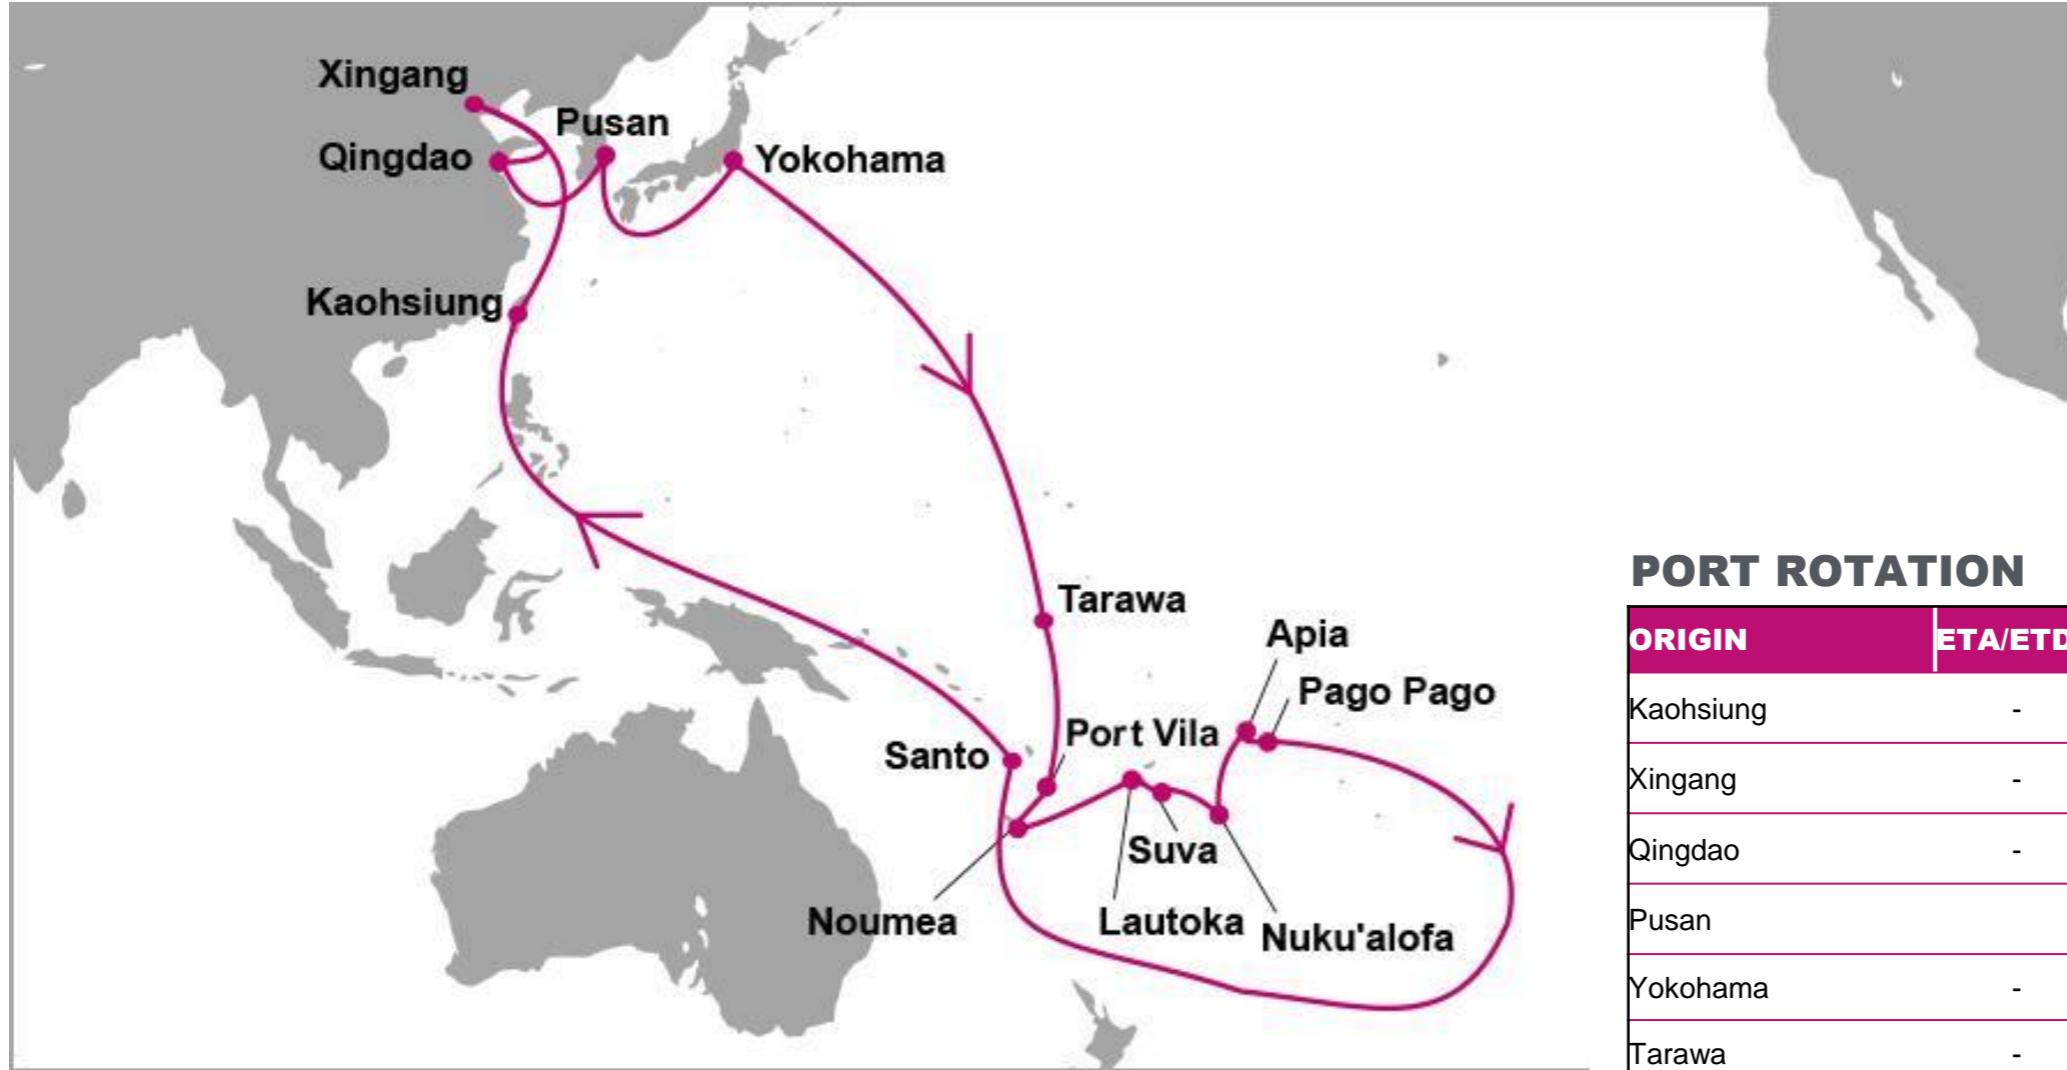 Xingang
Pusan
Qingdao
Yokohama
Kaohsiung
Tarawa
Apia
Pago Pago
Port Vila
Santo
Suva
Noumea
Lautoka
Nuku'alofa
PORT ROTATION
ORIGIN ETA/ETD
Kaohsiung -
Xingang -
Qingdao -
Pusan
Yokohama -
Tarawa -